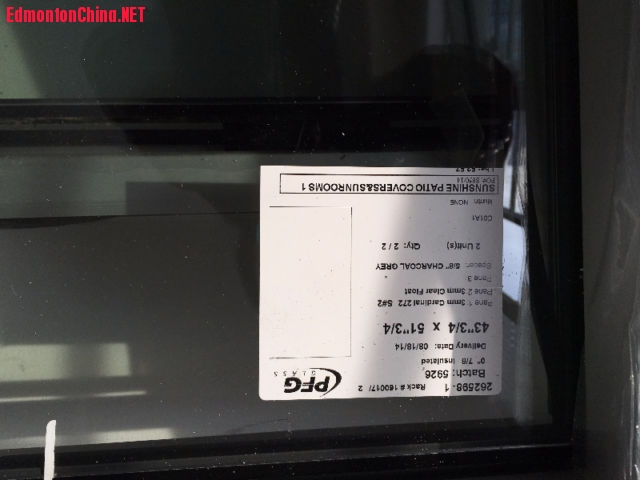 EdmontonChina.NET
262598-1 Rack # 160017/ 2
Batch: 5926
0" 7/8 Insulated
PFG
GLASS
Delivery Date: 08/18/14
43"3/4 x 51"3/4
Pane 1 3mm Cardinal 272 S#2
Pane 2 3mm Clear Float
Pane 3
Spacer: 5/8" CHARCOAL GREY
2 Unit(s) Qty: 2 / 2
C01A1
Muntin NONE
SUNSHINE PATIO COVERS&SUNROOMS 1